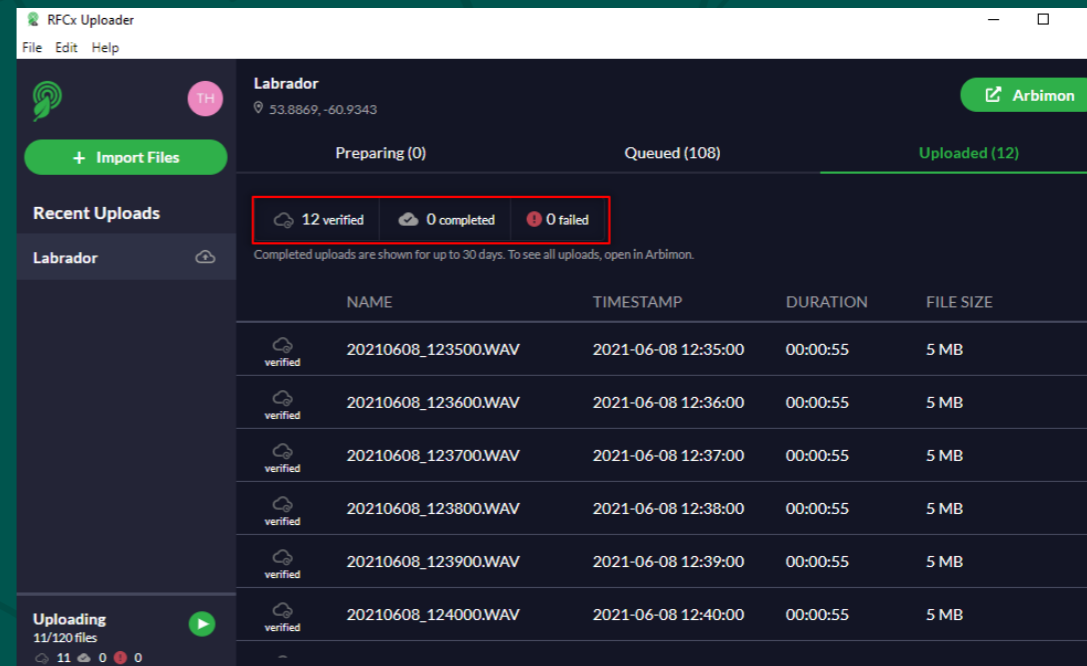 RFCx Uploader
File Edit Help
TH
+ Import Files
Recent Uploads
Labrador
Uploading
11/120 files
11 0 0
Labrador
53.8869, -60.9343
Arbimon
Preparing (0) Queued (108) Uploaded (12)
12 verified 0 completed 0 failed
Completed uploads are shown for up to 30 days. To see all uploads, open in Arbimon.
NAME TIMESTAMP DURATION FILE SIZE
verified 20210608_123500.WAV 2021-06-08 12:35:00 00:00:55 5 MB
verified 20210608_123600.WAV 2021-06-08 12:36:00 00:00:55 5 MB
verified 20210608_123700.WAV 2021-06-08 12:37:00 00:00:55 5 MB
verified 20210608_123800.WAV 2021-06-08 12:38:00 00:00:55 5 MB
verified 20210608_123900.WAV 2021-06-08 12:39:00 00:00:55 5 MB
verified 20210608_124000.WAV 2021-06-08 12:40:00 00:00:55 5 MB